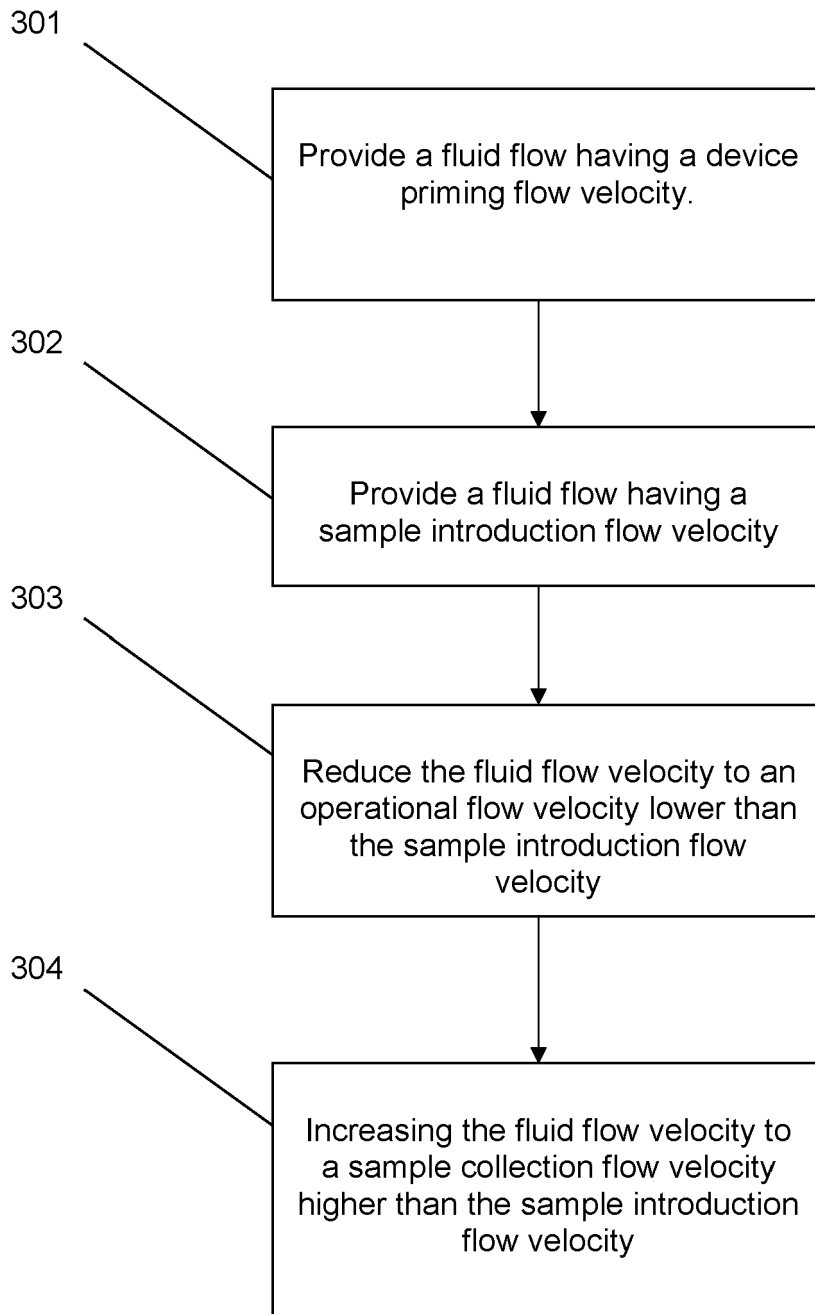 301
Provide a fluid flow having a device
priming flow velocity.
302
Provide a fluid flow having a
sample introduction flow velocity
303
Reduce the fluid flow velocity to an
operational flow velocity lower than
the sample introduction flow
velocity
304
Increasing the fluid flow velocity to
a sample collection flow velocity
higher than the sample introduction
flow velocity